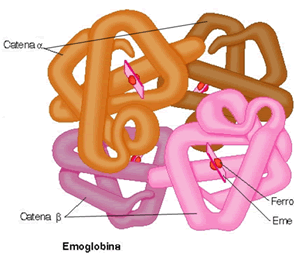 Catena α
Ferro
Eme
Catena β
Emoglobina